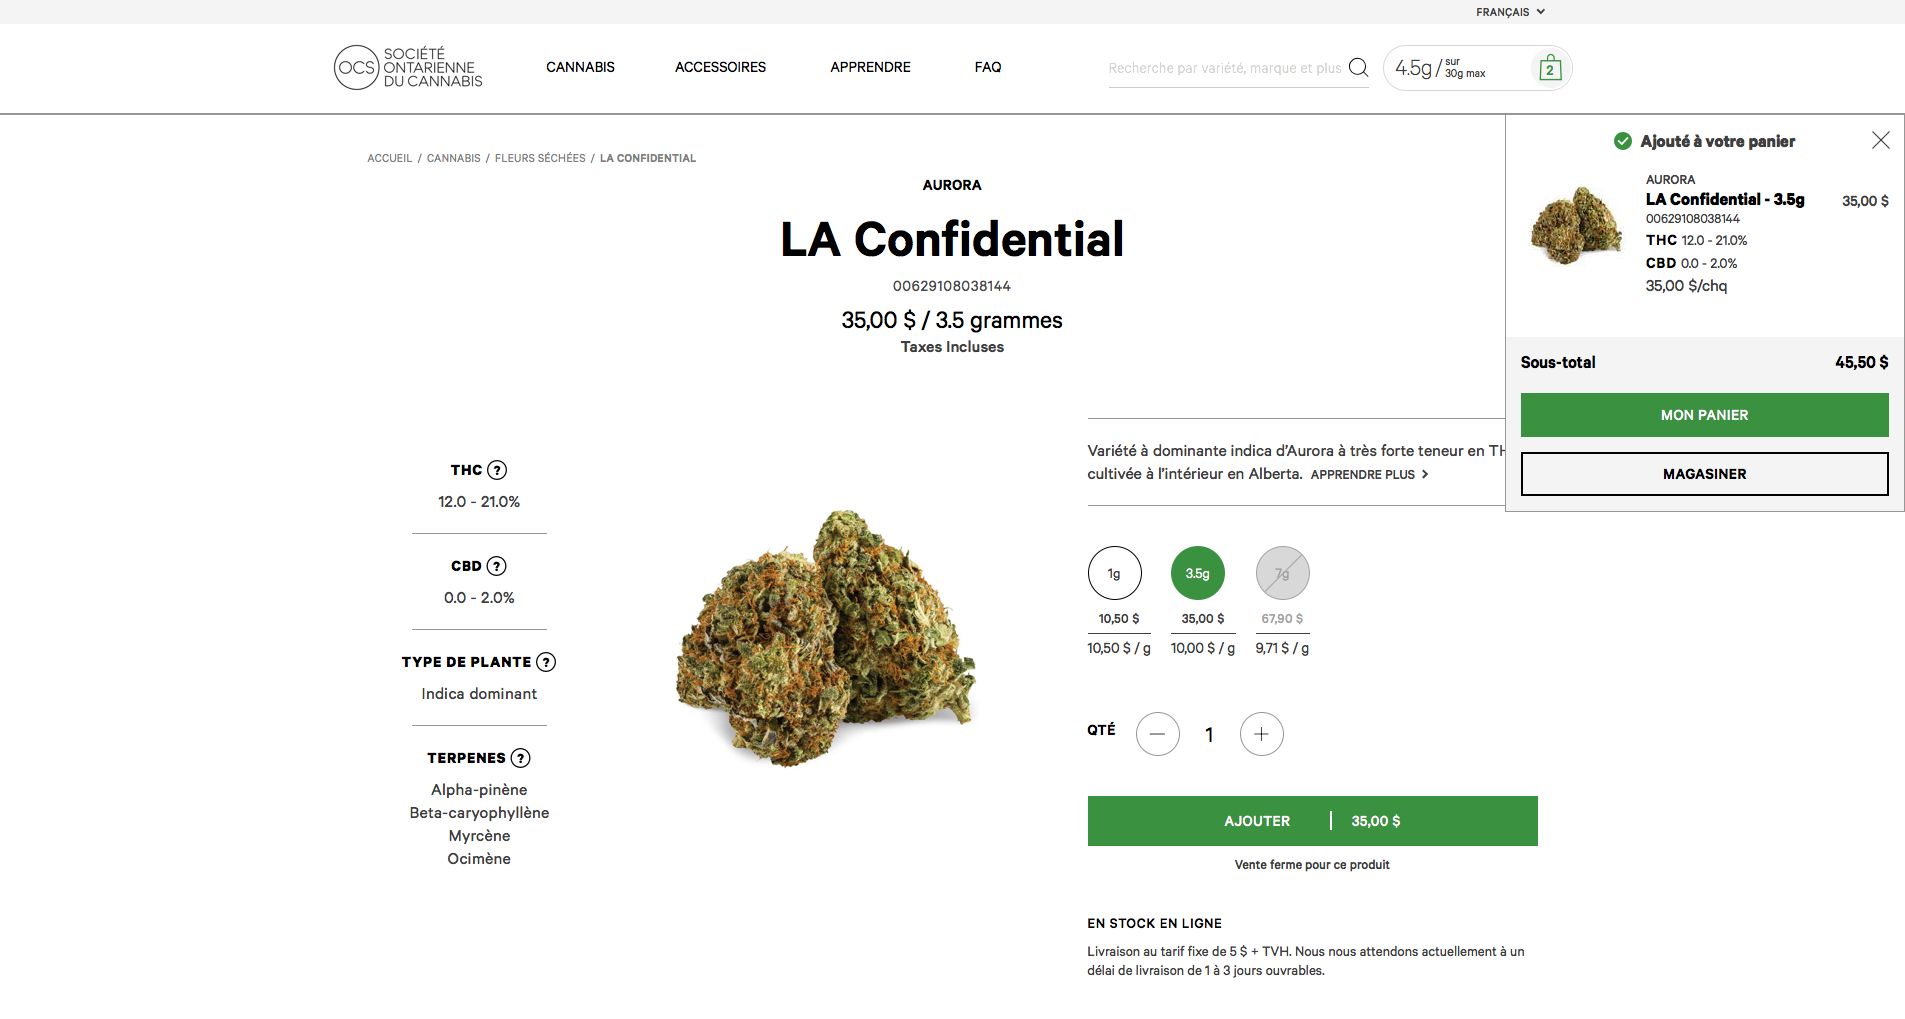 FRANÇAIS
OCS
SOCIÉTÉ
ONTARIENNE
DU CANNABIS
CANNABIS
ACCESSOIRES
APPRENDRE
FAQ
Recherche par variété, marque et plus
4.5g / sur
30g max
2
ACCUEIL / CANNABIS / FLEURS SÉCHÉES / LA CONFIDENTIAL
AURORA
LA Confidential
00629108038144
35,00 $ / 3.5 grammes
Taxes Incluses
Ajouté à votre panier
AURORA
LA Confidential - 3.5g
35,00 $
00629108038144
THC 12.0 - 21.0%
CBD 0.0 - 2.0%
35,00 $/chq
Sous-total
45,50 $
MON PANIER
MAGASINER
THC ?
12.0 - 21.0%
CBD ?
0.0 - 2.0%
TYPE DE PLANTE ?
Indica dominant
TERPENES ?
Alpha-pinène
Beta-caryophyllène
Myrcène
Ocimène
Variété à dominante indica d'Aurora à très forte teneur en TH
cultivée à l'intérieur en Alberta. APPRENDRE PLUS >
1g
3.5g
7g
10,50 $
35,00 $
67,90 $
10,50 $ / g
10,00 $ / g
9,71 $ / g
QTÉ
1
AJOUTER | 35,00 $
Vente ferme pour ce produit
EN STOCK EN LIGNE
Livraison au tarif fixe de 5 $ + TVH. Nous nous attendons actuellement à un
délai de livraison de 1 à 3 jours ouvrables.